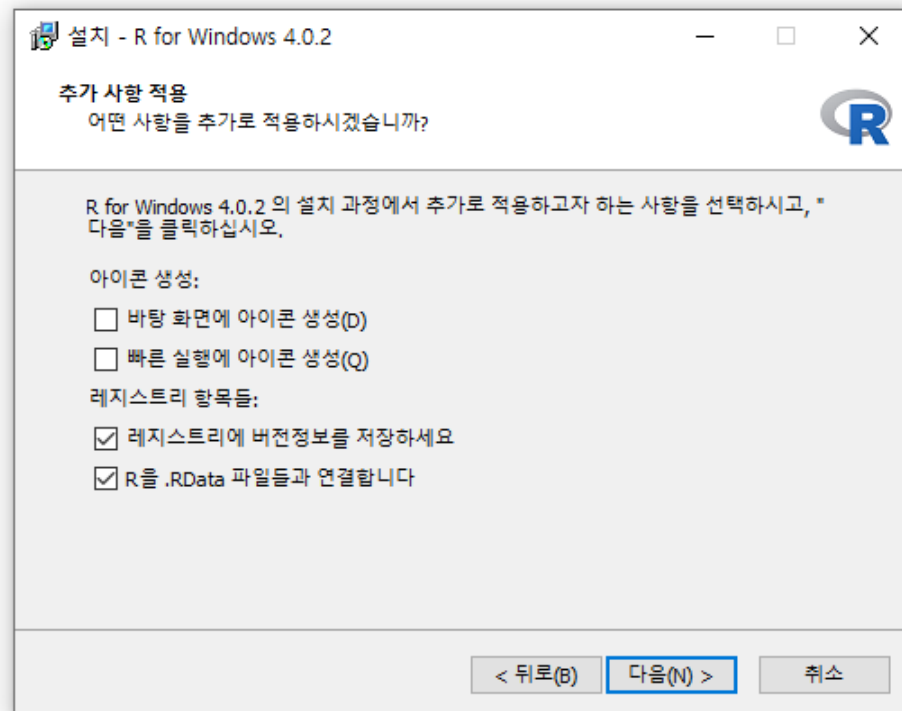 설치 - R for Windows 4.0.2
추가 사항 적용
어떤 사항을 추가로 적용하시겠습니까?
R
R for Windows 4.0.2 의 설치 과정에서 추가로 적용하고자 하는 사항을 선택하시고, "
다음"을 클릭하십시오.
아이콘 생성:
바탕 화면에 아이콘 생성(D)
빠른 실행에 아이콘 생성(Q)
레지스트리 항목들:
레지스트리에 버전정보를 저장하세요
R을 .RData 파일들과 연결합니다
< 뒤로(B) 다음(N) > 취소